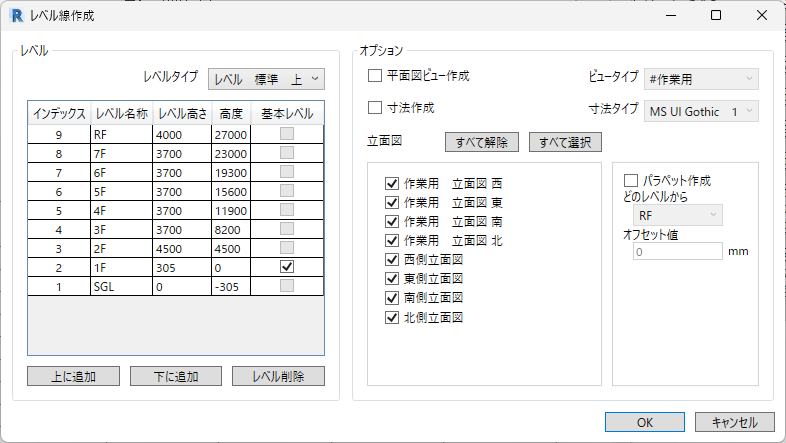 レベル線作成
レベル
レベルタイプ レベル 標準 上
インデックス レベル名称 レベル高さ 高度 基本レベル
9 RF 4000 27000
8 7F 3700 23000
7 6F 3700 19300
6 5F 3700 15600
5 4F 3700 11900
4 3F 3700 8200
3 2F 4500 4500
2 1F 305 0
1 SGL 0 -305
上に追加 下に追加 レベル削除
オプション
平面図ビュー作成 ビュータイプ #作業用
寸法作成 寸法タイプ MS UI Gothic 1
立面図 すべて解除 すべて選択
作業用 立面図 西
作業用 立面図 東
作業用 立面図 南
作業用 立面図 北
西側立面図
東側立面図
南側立面図
北側立面図
パラペット作成
どのレベルから
RF
オフセット値
0 mm
OK キャンセル